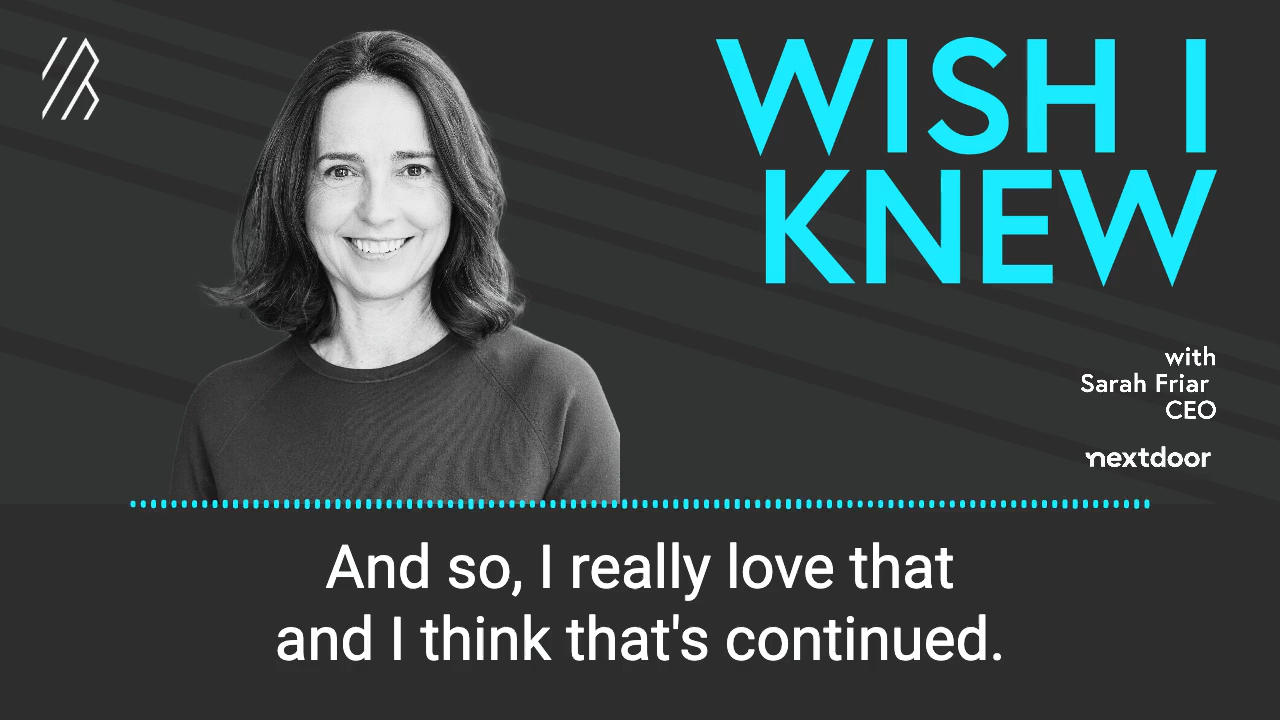 WISH I
KNEW
with
Sarah Friar
CEO
nextdoor
And so, I really love that
and I think that's continued.